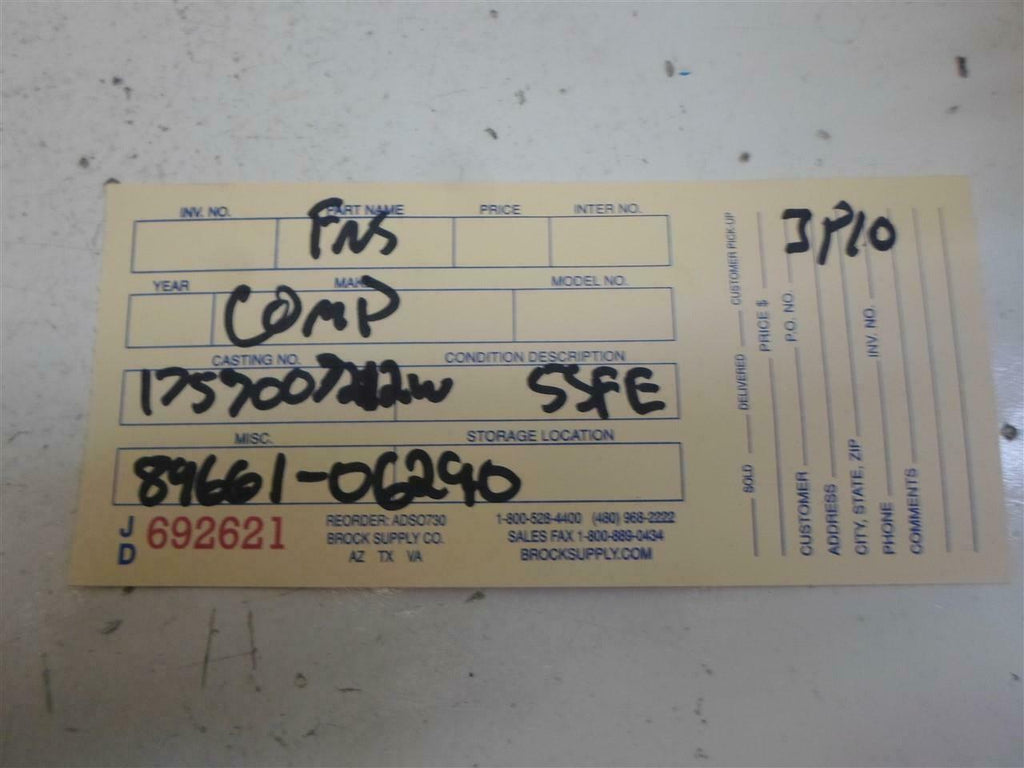 INV. NO. PART NAME PRICE INTER NO.
FNS
YEAR MAKE MODEL NO.
COMP
CASTING NO. CONDITION DESCRIPTION
SSFE
MISC. STORAGE LOCATION
89661-06290
JD 692621
REORDER: ADSO730
BROCK SUPPLY CO.
AZ TX VA
1-800-528-4400 (480) 968-2222
SALES FAX 1-800-889-0434
BROCKSUPPLY.COM
3P10
SOLD DELIVERED CUSTOMER PICK-UP
PRICE $
CUSTOMER P.O. NO.
ADDRESS
CITY, STATE, ZIP
PHONE INV. NO.
COMMENTS